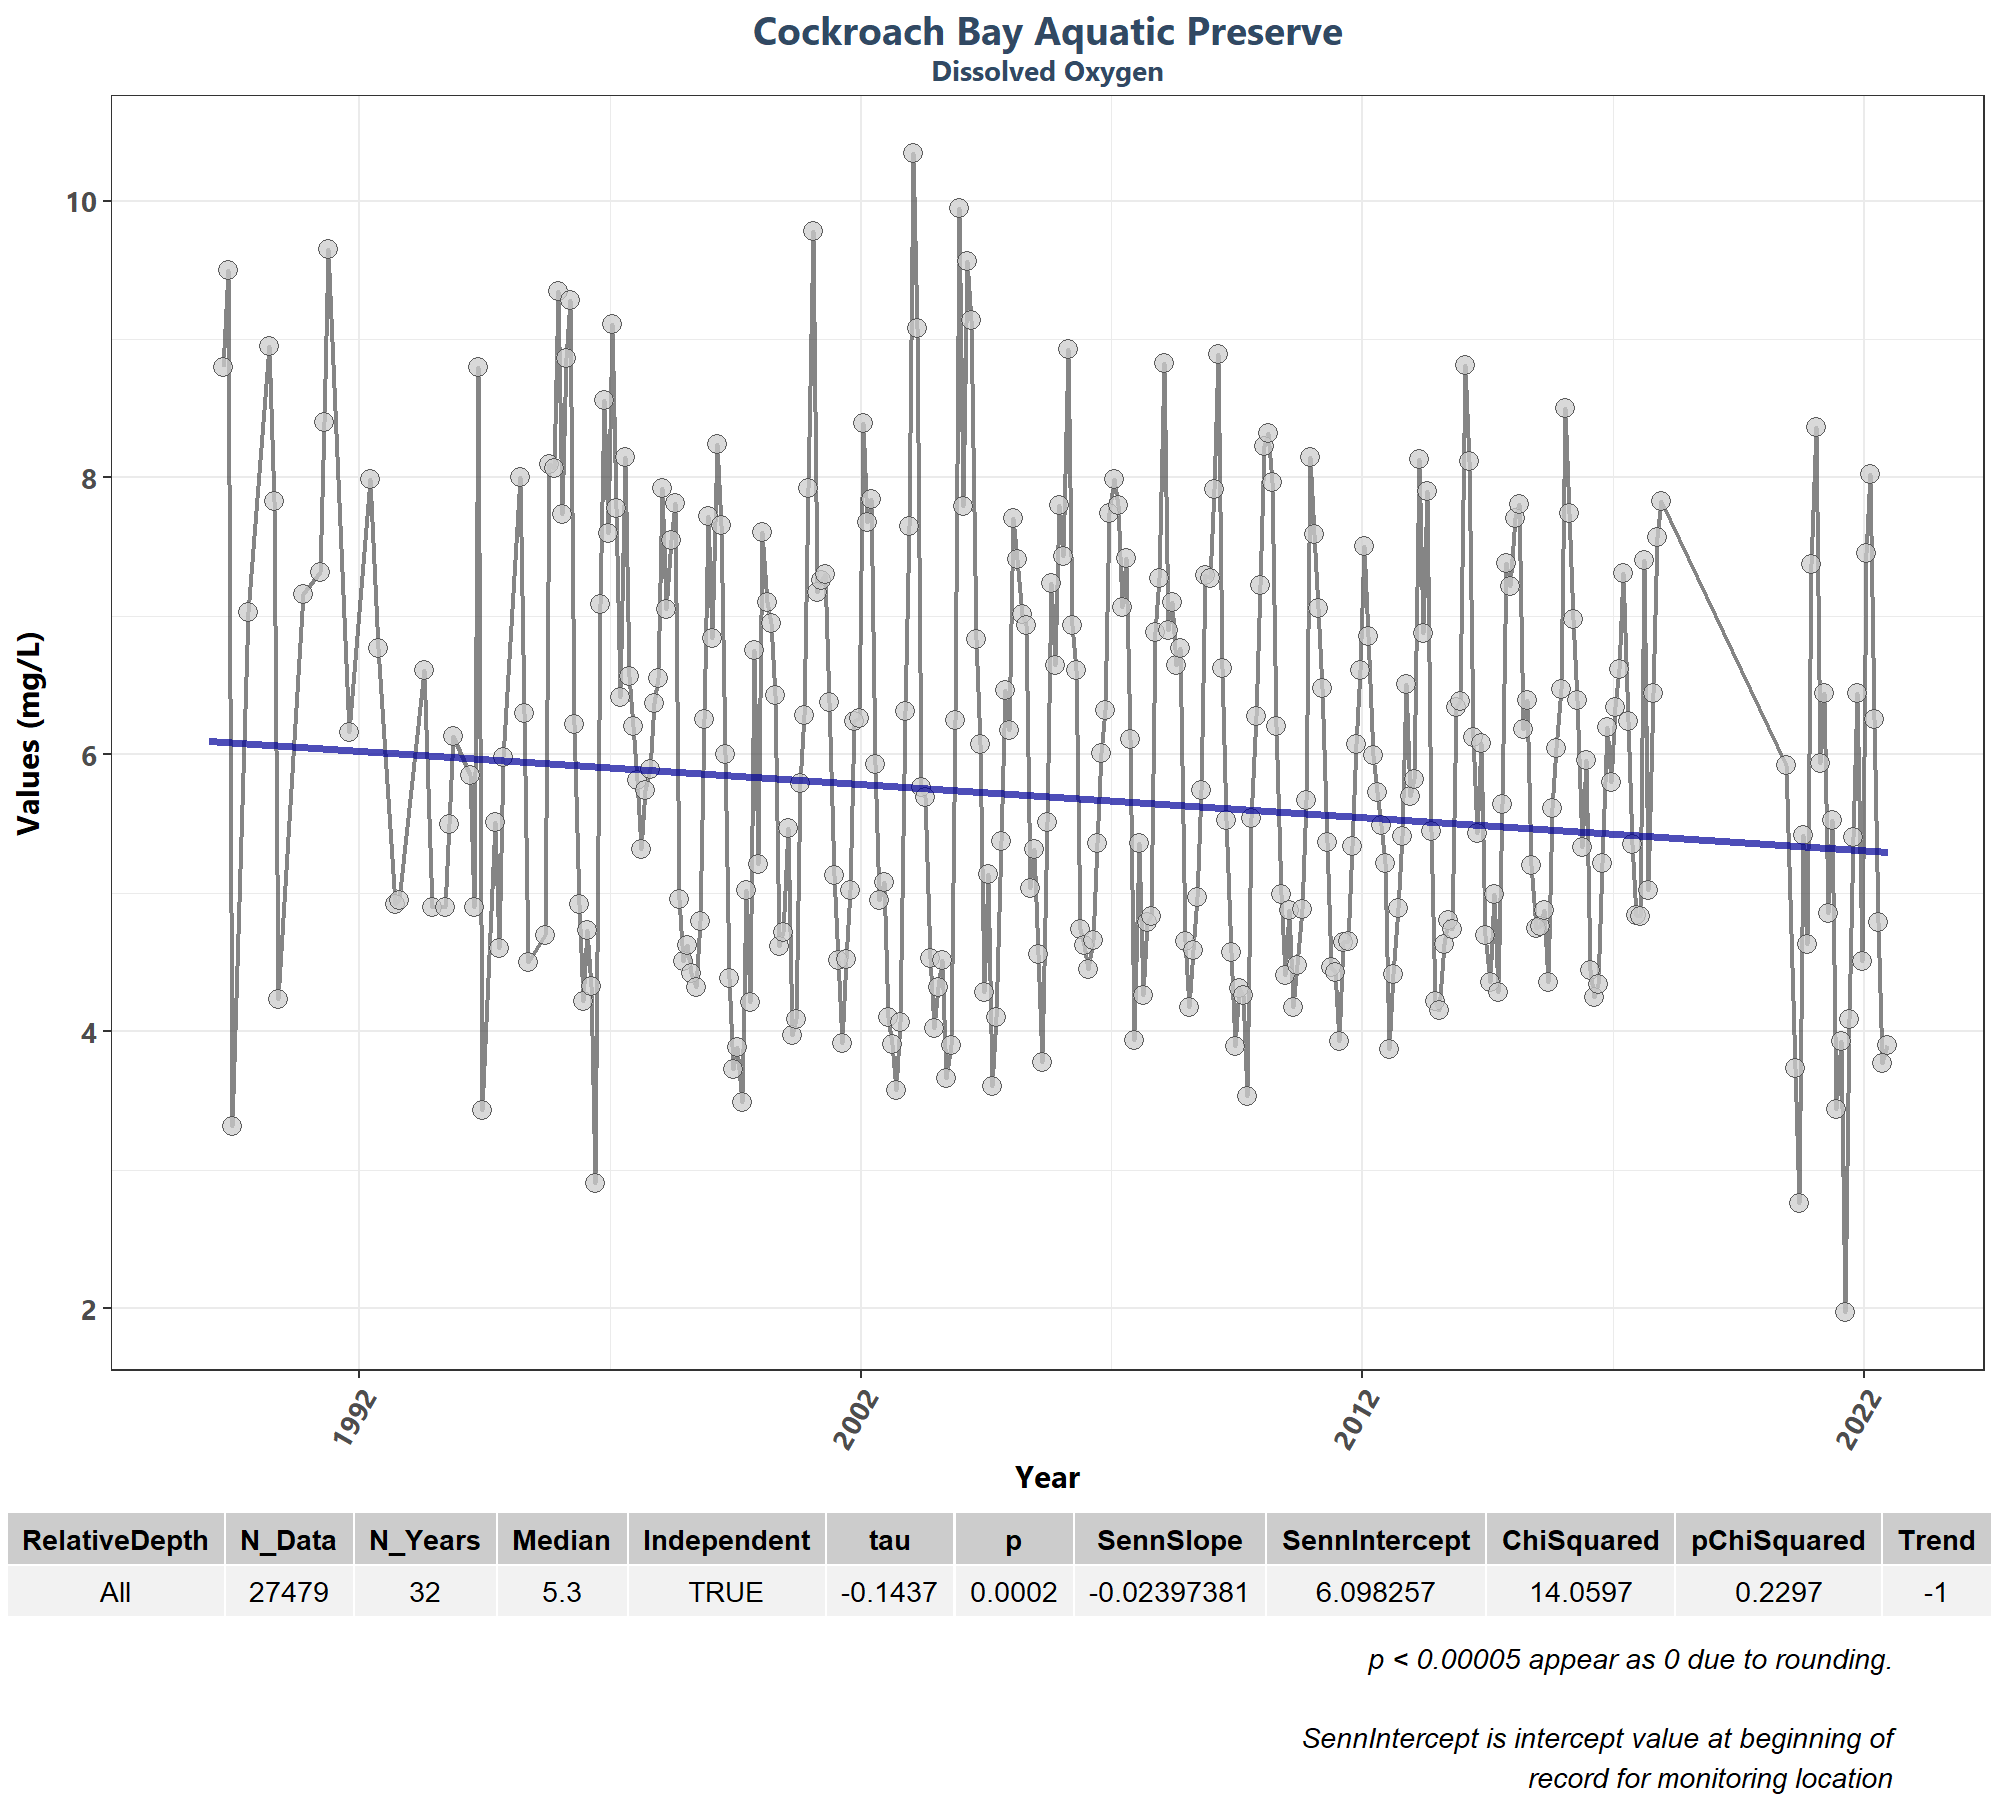 Cockroach Bay Aquatic Preserve
Dissolved Oxygen
Values (mg/L)
10
8
6
4
2
1992 2002 2012 2022
Year
RelativeDepth N_Data N_Years Median Independent tau p SennSlope SennIntercept ChiSquared pChiSquared Trend
All 27479 32 5.3 TRUE -0.1437 0.0002 -0.02397381 6.098257 14.0597 0.2297 -1
p < 0.00005 appear as 0 due to rounding.
SennIntercept is intercept value at beginning of
record for monitoring location